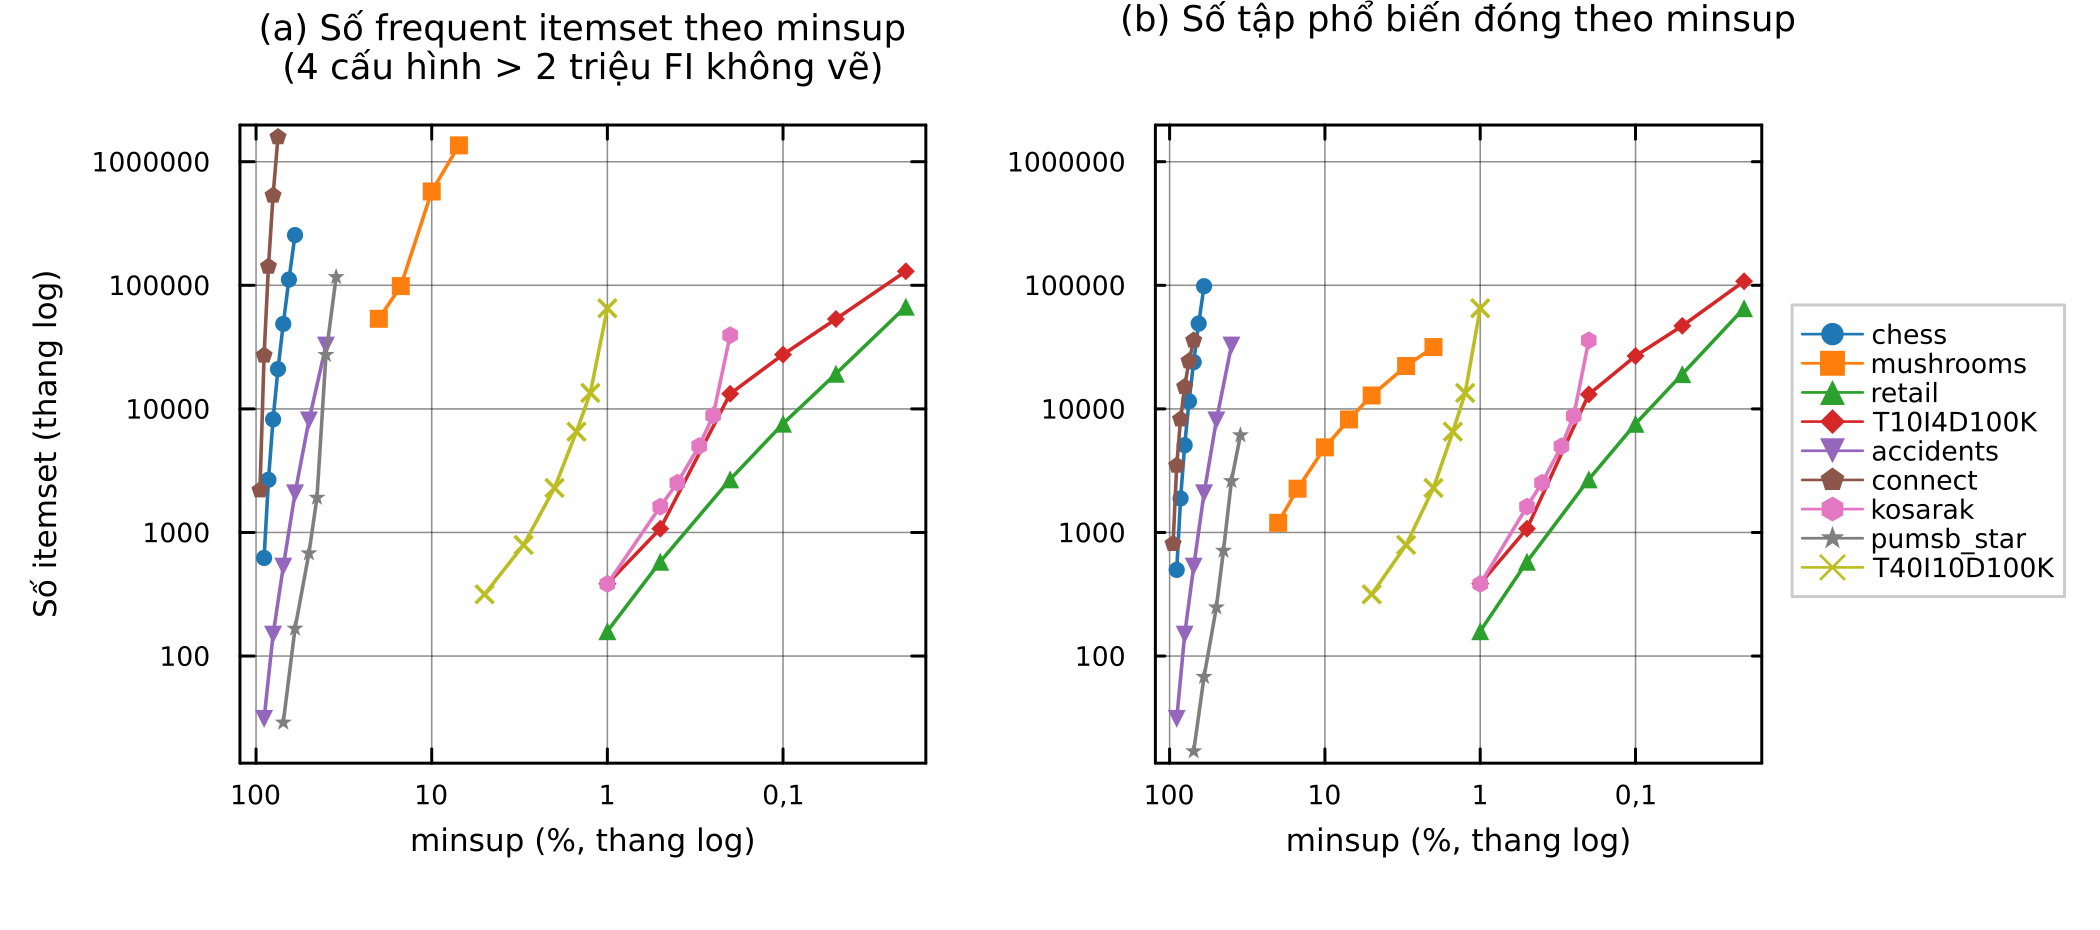 (a) Số frequent itemset theo minsup
(4 cấu hình > 2 triệu FI không vẽ)
(b) Số tập phổ biến đóng theo minsup
Số itemset (thang log)
1000000
100000
10000
1000
100
100 10 1 0,1
minsup (%, thang log)
1000000
100000
10000
1000
100
100 10 1 0,1
minsup (%, thang log)
chess
mushrooms
retail
T10I4D100K
accidents
connect
kosarak
pumsb_star
T40I10D100K